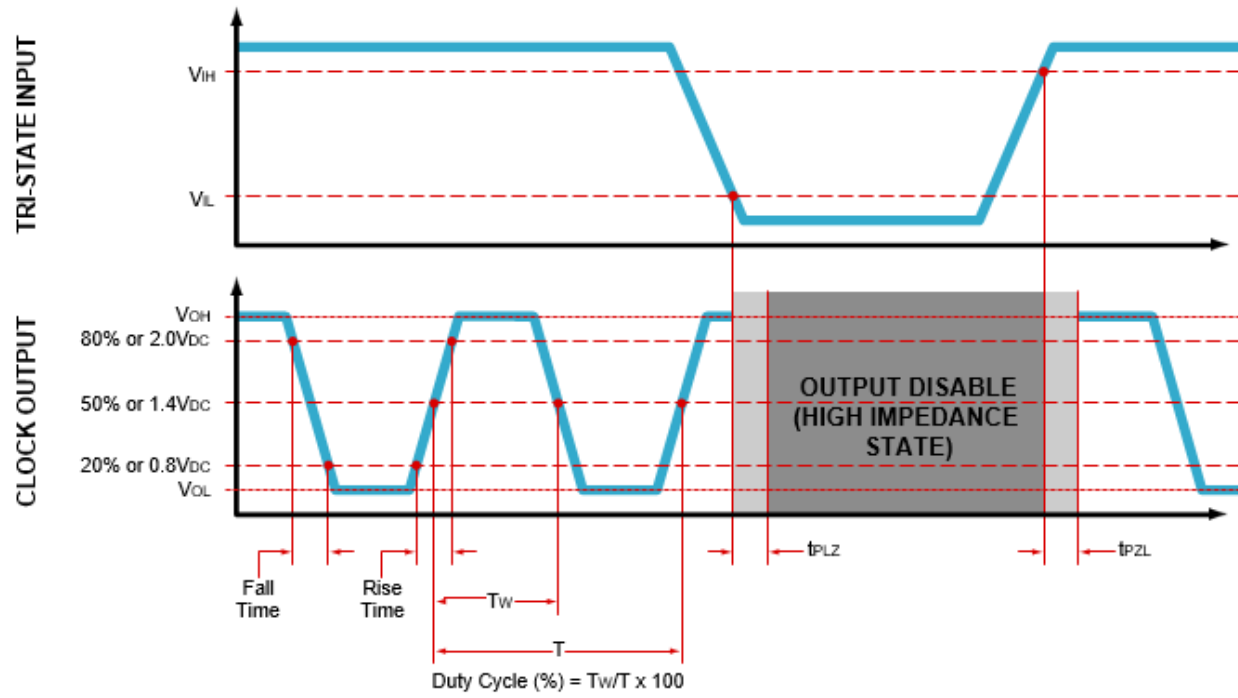 TRI-STATE INPUT
VIH
VIL
CLOCK OUTPUT
VOH
80% or 2.0VDC
50% or 1.4VDC
20% or 0.8VDC
VOL
OUTPUT DISABLE
(HIGH IMPEDANCE
STATE)
Fall
Time
Rise
Time
TW
T
tPLZ
tPZL
Duty Cycle (%) = TW/T x 100